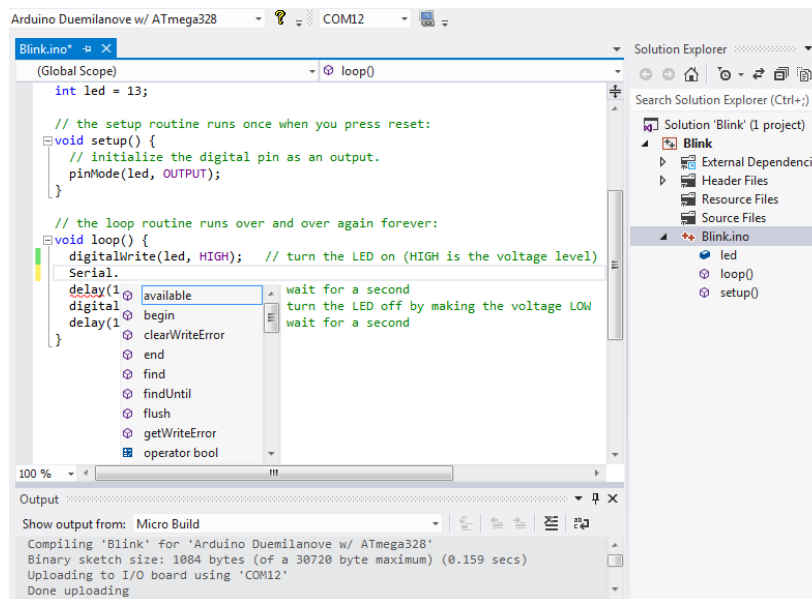 Arduino Duemilanove w/ ATmega328
COM12
Blink.ino*
(Global Scope)
loop()
int led = 13;
// the setup routine runs once when you press reset:
void setup() {
// initialize the digital pin as an output.
pinMode(led, OUTPUT);
}
// the loop routine runs over and over again forever:
void loop() {
digitalWrite(led, HIGH);   // turn the LED on (HIGH is the voltage level)
Serial.
delay(1 wait for a second
digital turn the LED off by making the voltage LOW
delay(1 wait for a second
}
available
begin
clearWriteError
end
find
findUntil
flush
getWriteError
operator bool
100 %
Output
Show output from: Micro Build
Compiling 'Blink' for 'Arduino Duemilanove w/ ATmega328'
Binary sketch size: 1084 bytes (of a 30720 byte maximum) (0.159 secs)
Uploading to I/O board using 'COM12'
Done uploading
Solution Explorer
Search Solution Explorer (Ctrl+;)
Solution 'Blink' (1 project)
Blink
External Dependenci
Header Files
Resource Files
Source Files
Blink.ino
led
loop()
setup()